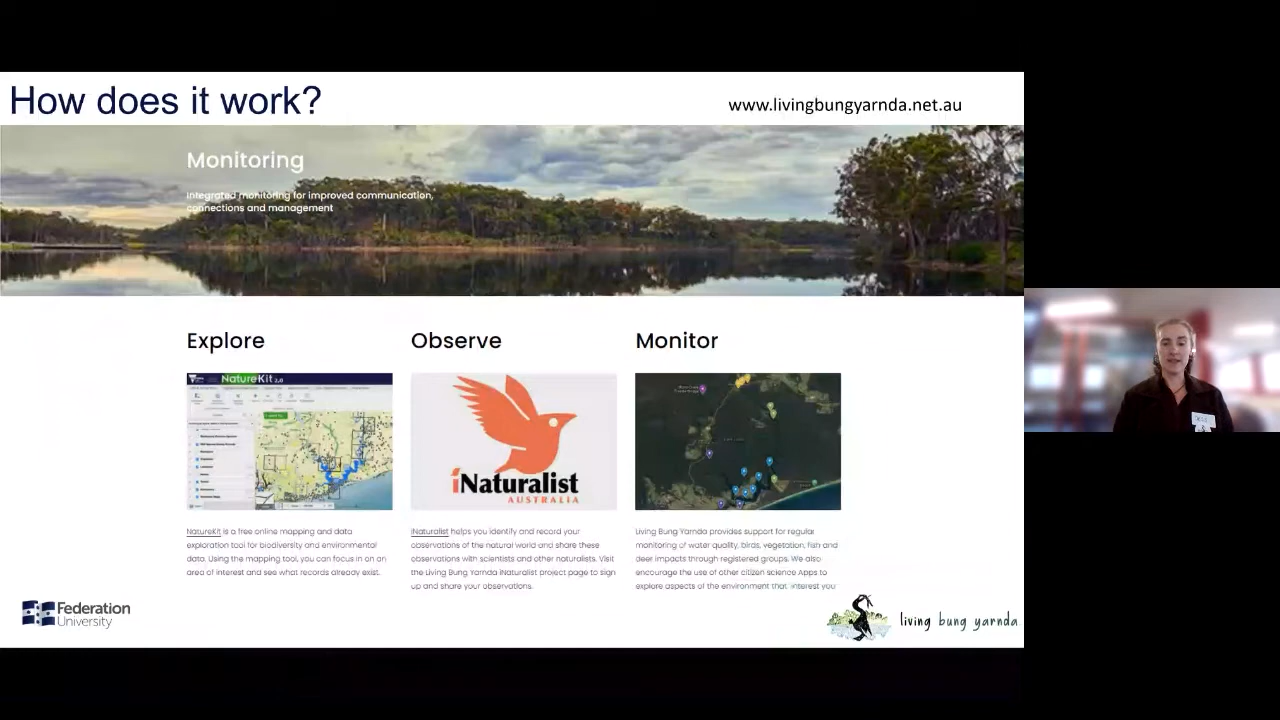 How does it work?
www.livingbungyarnda.net.au
Monitoring
Integrated monitoring for improved communication,
connections and management
Explore
Observe
Monitor
NatureKit 2.0
iNaturalist
AUSTRALIA
NatureKit is a free online mapping and data
exploration tool for biodiversity and environmental
data. Using the mapping tool, you can focus in on an
area of interest and see what records already exist.
iNaturalist helps you identify and record your
observations of the natural world and share these
observations with scientists and other naturalists. Visit
the Living Bung Yarnda iNaturalist project page to sign
up and share your observations.
Living Bung Yarnda provides support for regular
monitoring of water quality, birds, vegetation, fish and
deer impacts through registered groups. We also
encourage the use of other citizen science Apps to
explore aspects of the environment that interest you
Federation
University
living bung yarnda